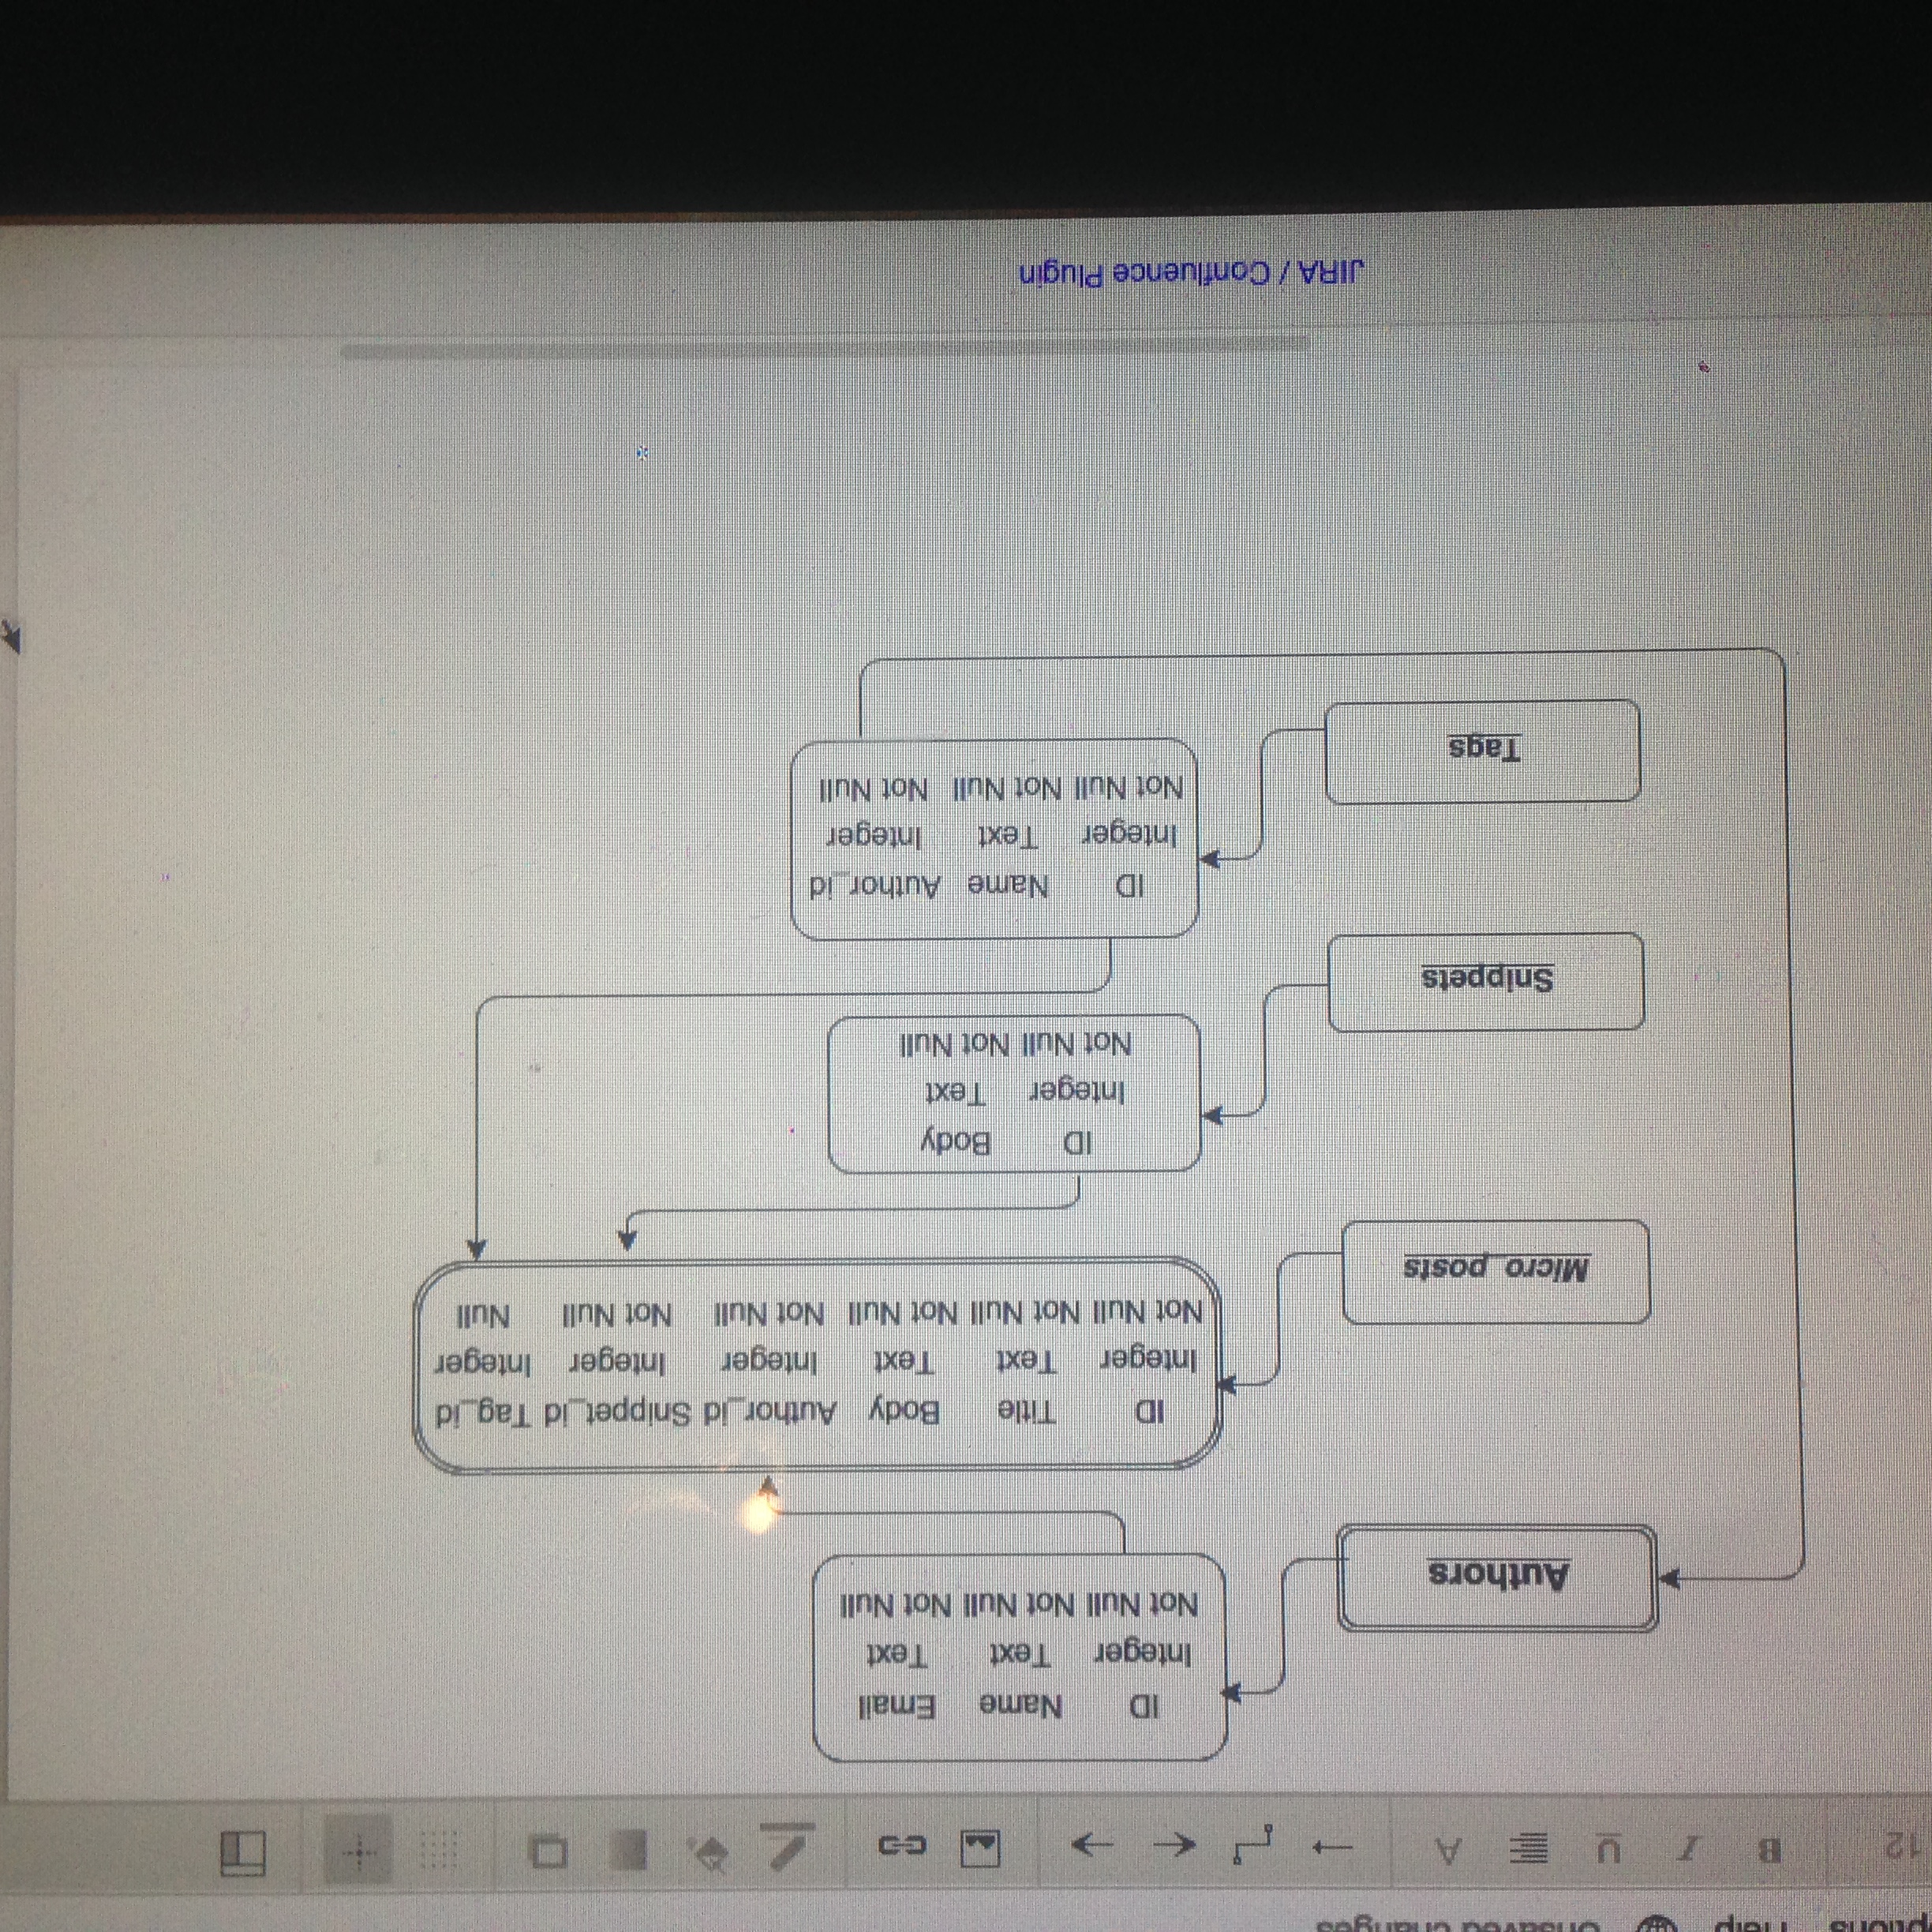 Options Help Unsaved changes
12 B I U A
ID Name Email
Integer Text Text
Not Null Not Null Not Null
Authors
ID Title Body Author_id Snippet_id Tag_id
Integer Text Text Integer Integer Integer
Not Null Not Null Not Null Not Null Not Null Null
Micro_posts
ID Body
Integer Text
Not Null Not Null
Snippets
ID Name Author_id
Integer Text Integer
Not Null Not Null Not Null
Tags
JIRA / Confluence Plugin